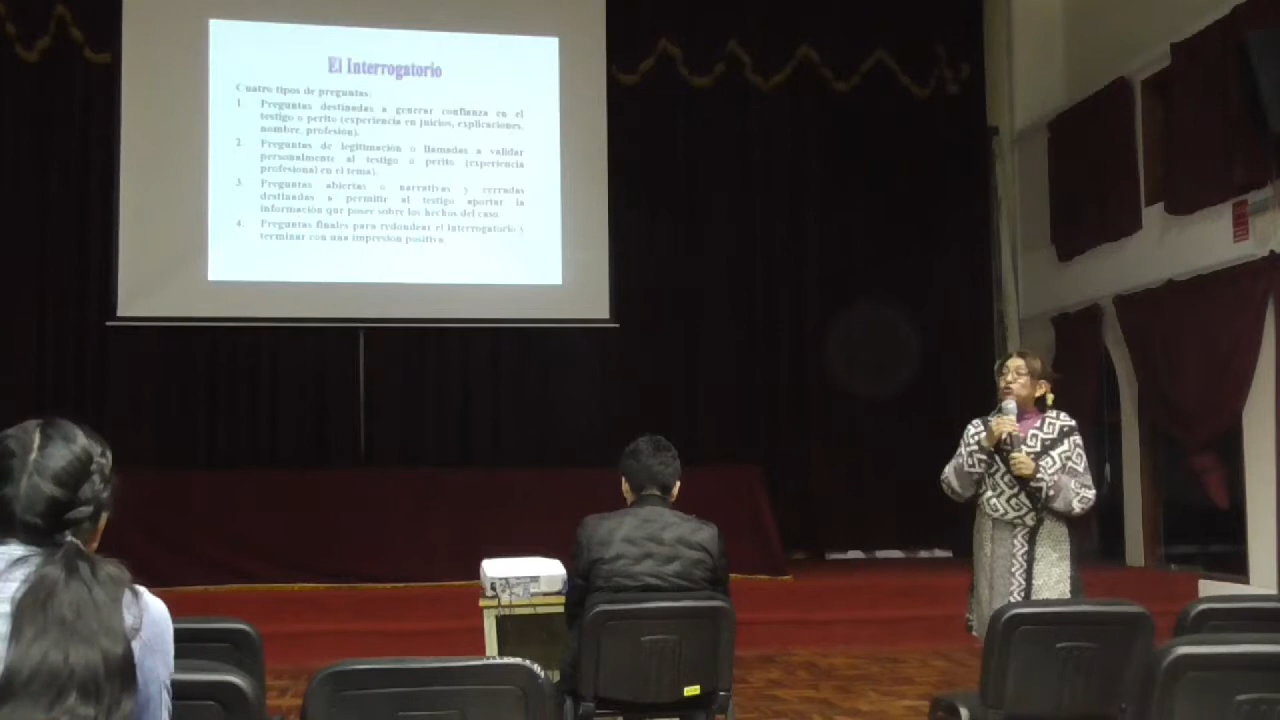 El Interrogatorio
Cuatro tipos de preguntas:
1. Preguntas destinadas a generar confianza en el
testigo o perito (experiencia en juicios, explicaciones,
nombre, profesión).
2. Preguntas de legitimación o llamadas a validar
personalmente al testigo o perito (experiencia
profesional en el tema).
3. Preguntas abiertas o narrativas y cerradas
destinadas a permitir al testigo aportar la
información que posee sobre los hechos del caso.
4. Preguntas finales para redondear el interrogatorio y
terminar con una impresión positiva.